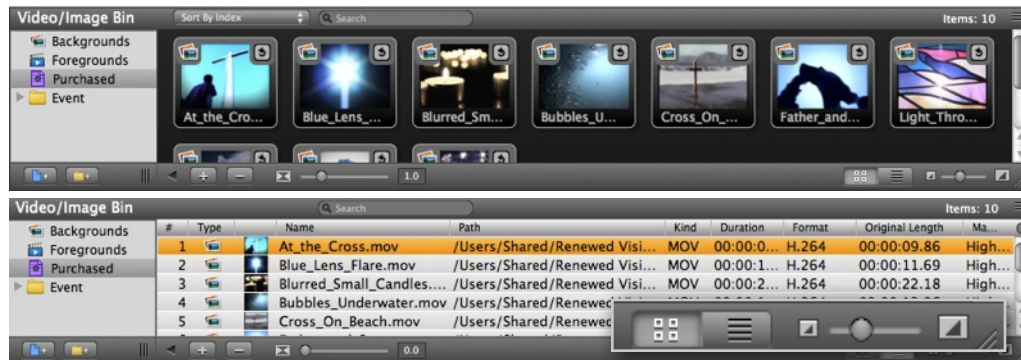 Video/Image Bin Sort By Index Search Items: 10
Backgrounds
Foregrounds
Purchased
Event
At_the_Cro... Blue_Lens_... Blurred_Sm... Bubbles_U... Cross_On_... Father_and... Light_Thro...
1.0
Video/Image Bin Search Items: 10
Backgrounds # Type Name Path Kind Duration Format Original Length Ma...
Foregrounds 1 At_the_Cross.mov /Users/Shared/Renewed Visi... MOV 00:00:0... H.264 00:00:09.86 High...
Purchased 2 Blue_Lens_Flare.mov /Users/Shared/Renewed Visi... MOV 00:00:1... H.264 00:00:11.69 High...
Event 3 Blurred_Small_Candles.... /Users/Shared/Renewed Visi... MOV 00:00:2... H.264 00:00:22.18 High...
4 Bubbles_Underwater.mov /Users/Shared/Renewed
5 Cross_On_Beach.mov /Users/Shared/Renewed
0.0